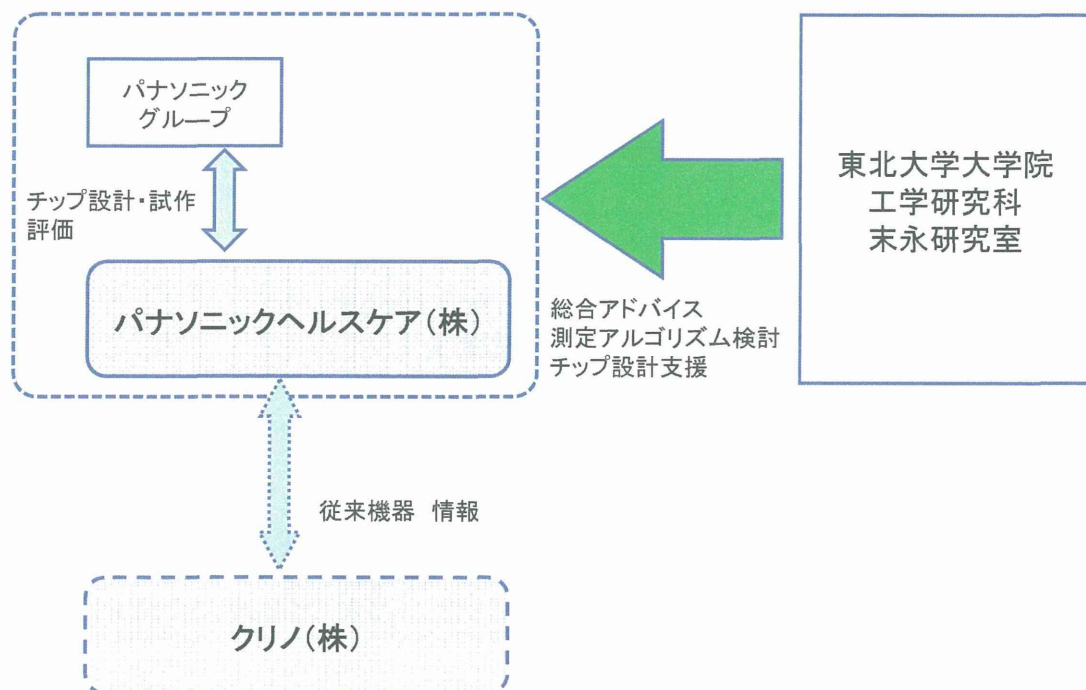 パナソニック
グループ
チップ設計・試作
評価
パナソニックヘルスケア(株)
東北大学大学院
工学研究科
末永研究室
総合アドバイス
測定アルゴリズム検討
チップ設計支援
従来機器 情報
クリノ(株)